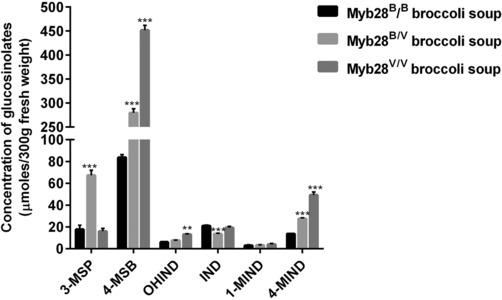 Myb28B/B broccoli soup
Myb28B/V broccoli soup
Myb28V/V broccoli soup
Concentration of glucosinolates
(μmoles/300g fresh weight)
500
450
400
350
300
250
100
80
60
40
20
0
***
***
***
**
***
***
***
3-MSP
4-MSB
OHIND
IND
1-MIND
4-MIND